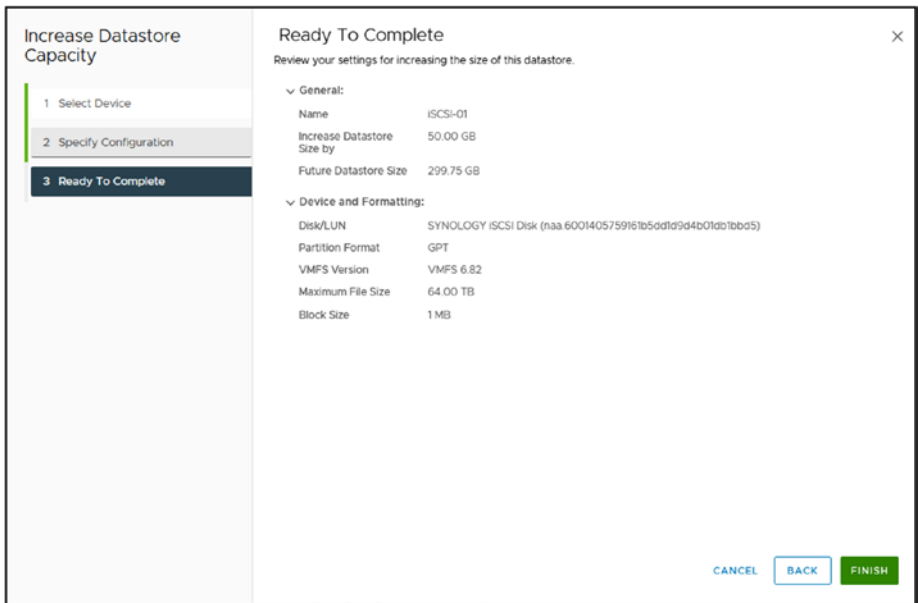 Increase Datastore
Capacity
1 Select Device
2 Specify Configuration
3 Ready To Complete
Ready To Complete
Review your settings for increasing the size of this datastore.
General:
Name iSCSI-01
Increase Datastore
Size by 50.00 GB
Future Datastore Size 299.75 GB
Device and Formatting:
Disk/LUN SYNOLOGY iSCSI Disk (naa.6001405759161b5dd1d9d4b01db1bbd5)
Partition Format GPT
VMFS Version VMFS 6.82
Maximum File Size 64.00 TB
Block Size 1 MB
CANCEL BACK FINISH